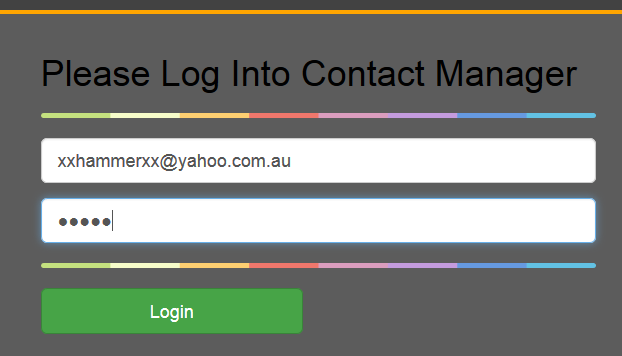 Please Log Into Contact Manager
xxhammerxx@yahoo.com.au
●●●●●
Login